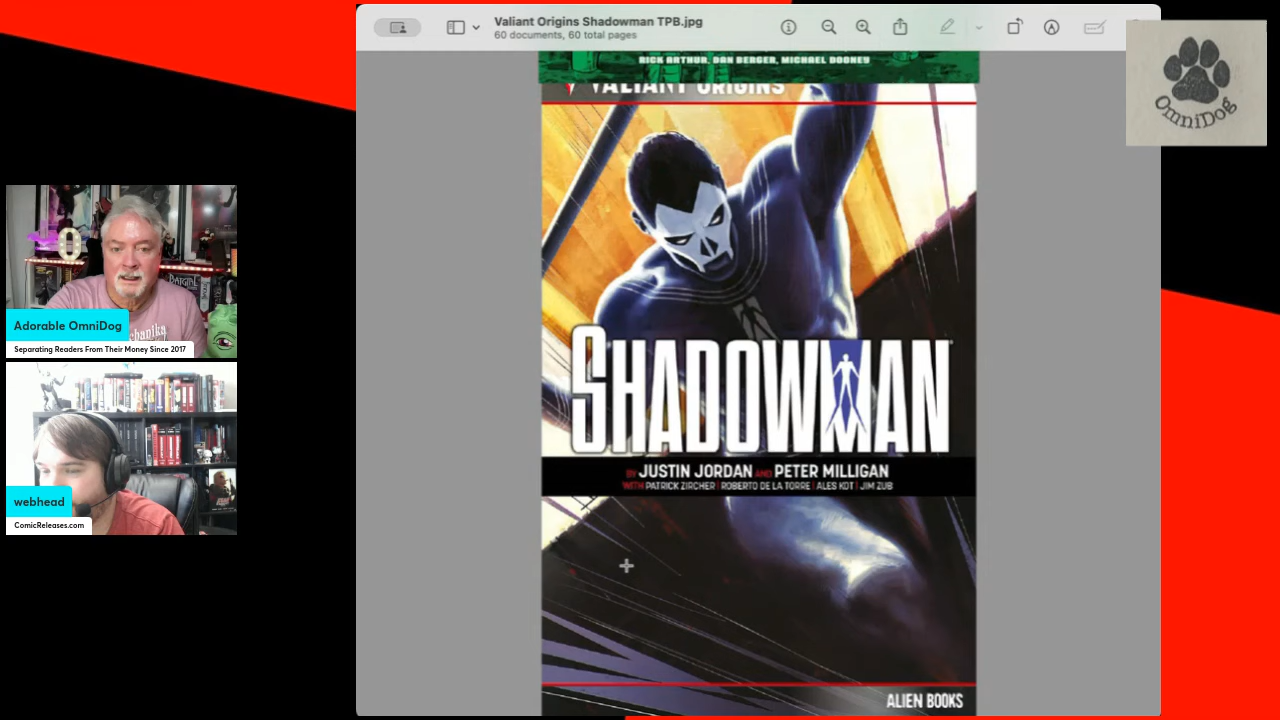 Valiant Origins Shadowman TPB.jpg
60 documents, 60 total pages
RICK ARTHUR, DAN BERGER, MICHAEL DOONEY
VALIANT ORIGINS
SHADOWMAN
BY JUSTIN JORDAN AND PETER MILLIGAN
WITH PATRICK ZIRCHER | ROBERTO DE LA TORRE | ALES KOT | JIM ZUB
ALIEN BOOKS
OmniDog
BATGIRL
Adorable OmniDog
Separating Readers From Their Money Since 2017
webhead
ComicReleases.com